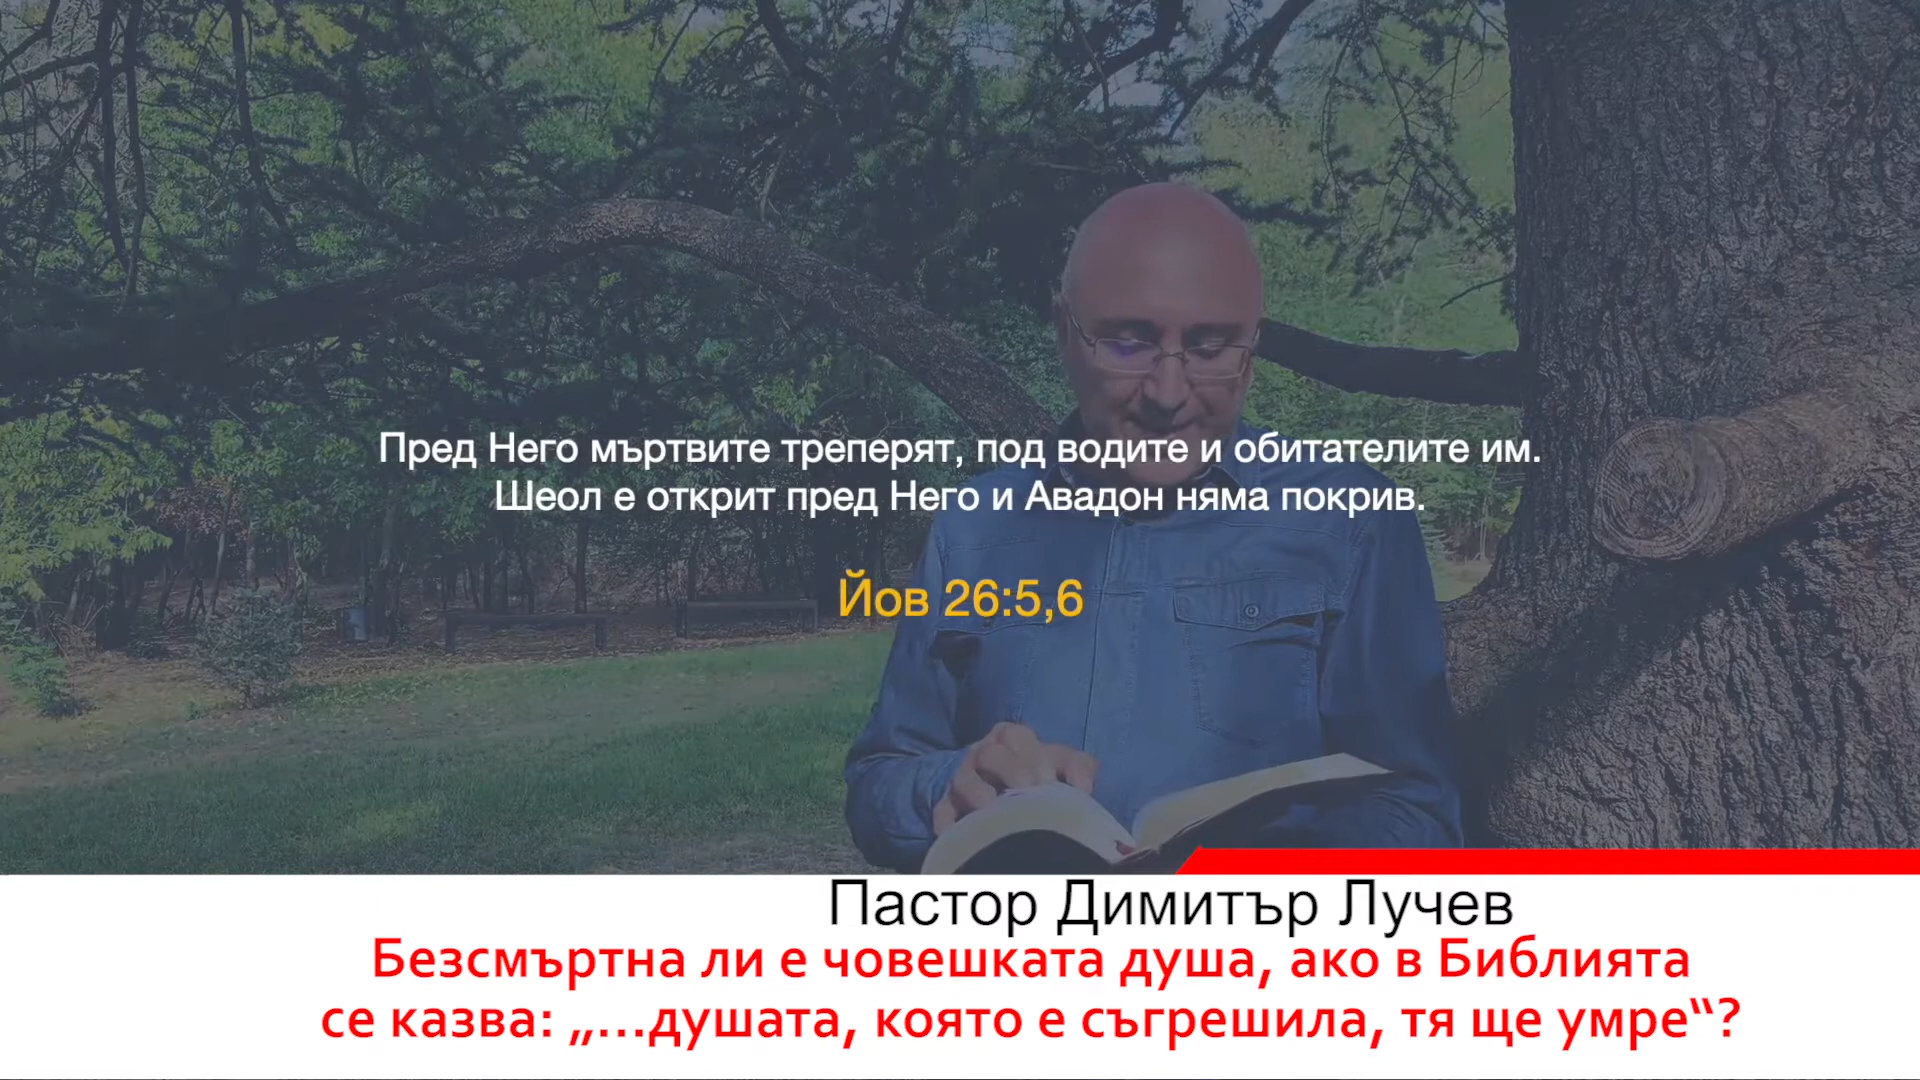 Пред Него мъртвите треперят, под водите и обитателите им.
Шеол е открит пред Него и Авадон няма покрив.
Йов 26:5,6
Пастор Димитър Лучев
Безсмъртна ли е човешката душа, ако в Библията
се казва: „...душата, която е съгрешила, тя ще умре“?